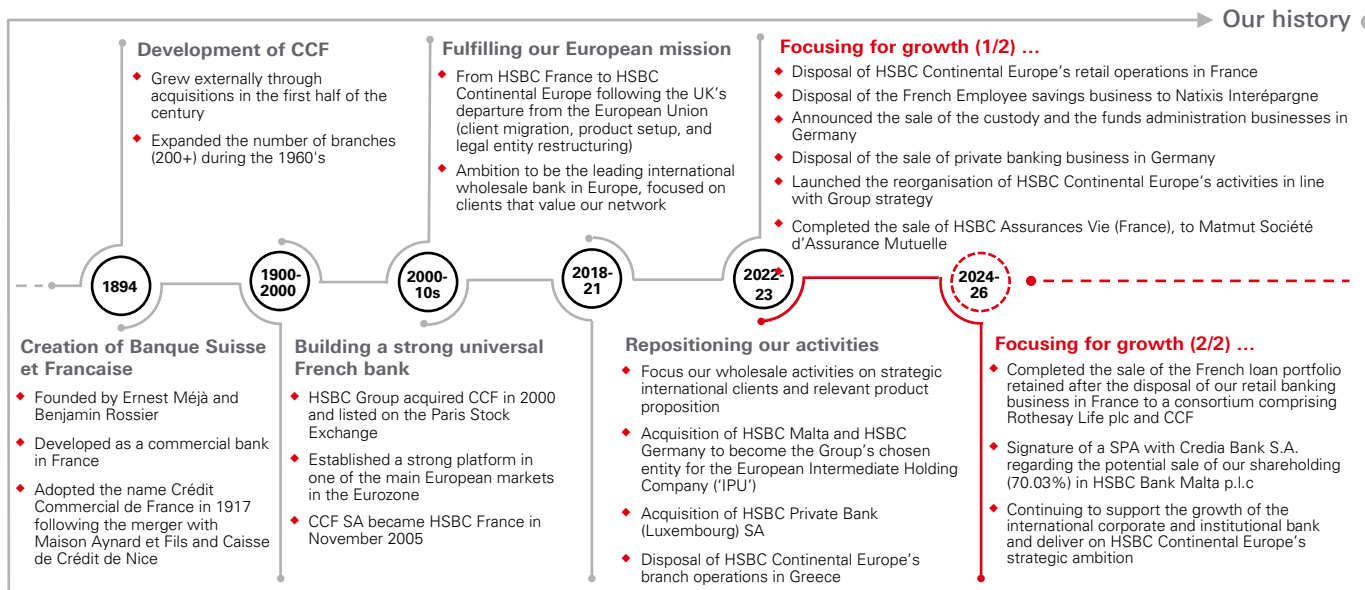 Our history
Development of CCF
Grew externally through
acquisitions in the first half of the
century
Expanded the number of branches
(200+) during the 1960's
Fulfilling our European mission
From HSBC France to HSBC
Continental Europe following the UK's
departure from the European Union
(client migration, product setup, and
legal entity restructuring)
Ambition to be the leading international
wholesale bank in Europe, focused on
clients that value our network
Focusing for growth (1/2) …
Disposal of HSBC Continental Europe's retail operations in France
Disposal of the French Employee savings business to Natixis Interépargne
Announced the sale of the custody and the funds administration businesses in
Germany
Disposal of the sale of private banking business in Germany
Launched the reorganisation of HSBC Continental Europe's activities in line
with Group strategy
Completed the sale of HSBC Assurances Vie (France), to Matmut Société
d'Assurance Mutuelle
1894
1900-
2000
2000-
10s
2018-
21
2022-
23
2024-
26
Creation of Banque Suisse
et Francaise
Founded by Ernest Méjà and
Benjamin Rossier
Developed as a commercial bank
in France
Adopted the name Crédit
Commercial de France in 1917
following the merger with
Maison Aynard et Fils and Caisse
de Crédit de Nice
Building a strong universal
French bank
HSBC Group acquired CCF in 2000
and listed on the Paris Stock
Exchange
Established a strong platform in
one of the main European markets
in the Eurozone
CCF SA became HSBC France in
November 2005
Repositioning our activities
Focus our wholesale activities on strategic
international clients and relevant product
proposition
Acquisition of HSBC Malta and HSBC
Germany to become the Group's chosen
entity for the European Intermediate Holding
Company ('IPU')
Acquisition of HSBC Private Bank
(Luxembourg) SA
Disposal of HSBC Continental Europe's
branch operations in Greece
Focusing for growth (2/2) …
Completed the sale of the French loan portfolio
retained after the disposal of our retail banking
business in France to a consortium comprising
Rothesay Life plc and CCF
Signature of a SPA with Credia Bank S.A.
regarding the potential sale of our shareholding
(70.03%) in HSBC Bank Malta p.l.c
Continuing to support the growth of the
international corporate and institutional bank
and deliver on HSBC Continental Europe's
strategic ambition